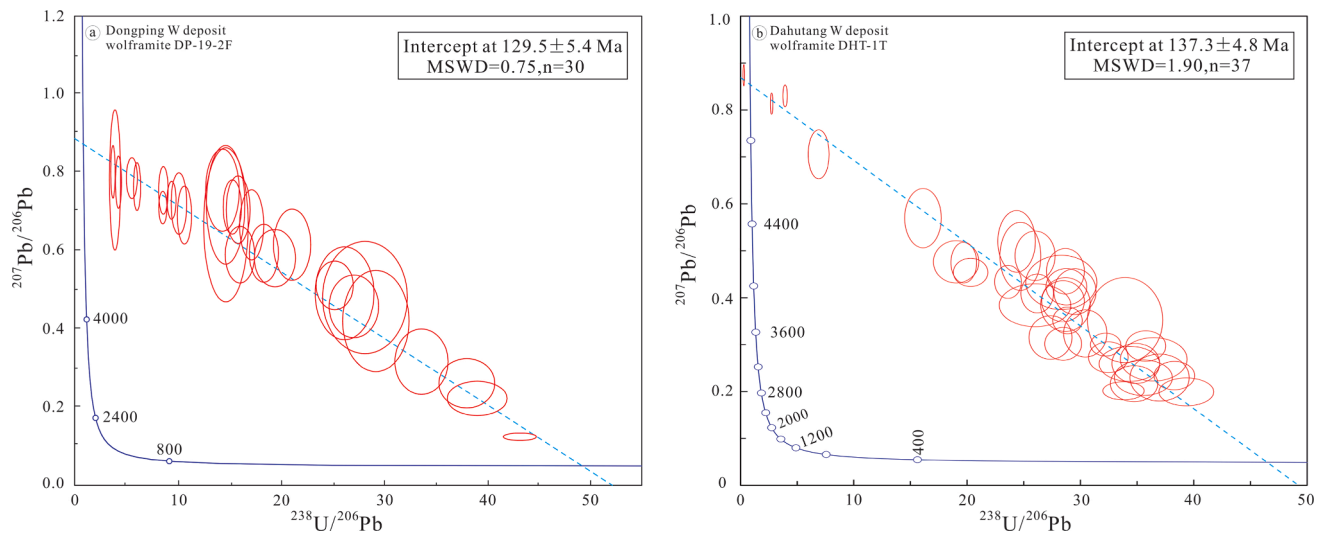 ⓐ Dongping W deposit
wolframite DP-19-2F
Intercept at 129.5±5.4 Ma
MSWD=0.75,n=30
1.2
1.0
0.8
0.6
0.4
0.2
0.0
²⁰⁷Pb/²⁰⁶Pb
4000
2400
800
0
10
20
30
40
50
²³⁸U/²⁰⁶Pb
ⓑ Dahutang W deposit
wolframite DHT-1T
Intercept at 137.3±4.8 Ma
MSWD=1.90,n=37
1.0
0.8
0.6
0.4
0.2
0.0
²⁰⁷Pb/²⁰⁶Pb
4400
3600
2800
2000
1200
400
0
10
20
30
40
50
²³⁸U/²⁰⁶Pb